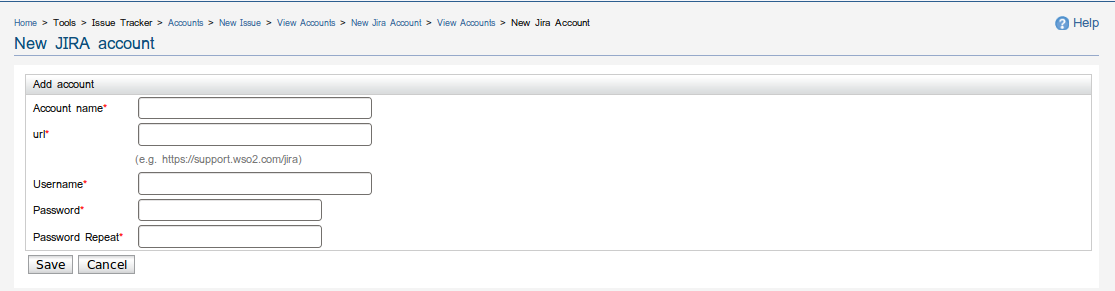 Home > Tools > Issue Tracker > Accounts > New Issue > View Accounts > New Jira Account > View Accounts > New Jira Account
Help
New JIRA account
Add account
Account name*
url*
(e.g. https://support.wso2.com/jira)
Username*
Password*
Password Repeat*
Save Cancel